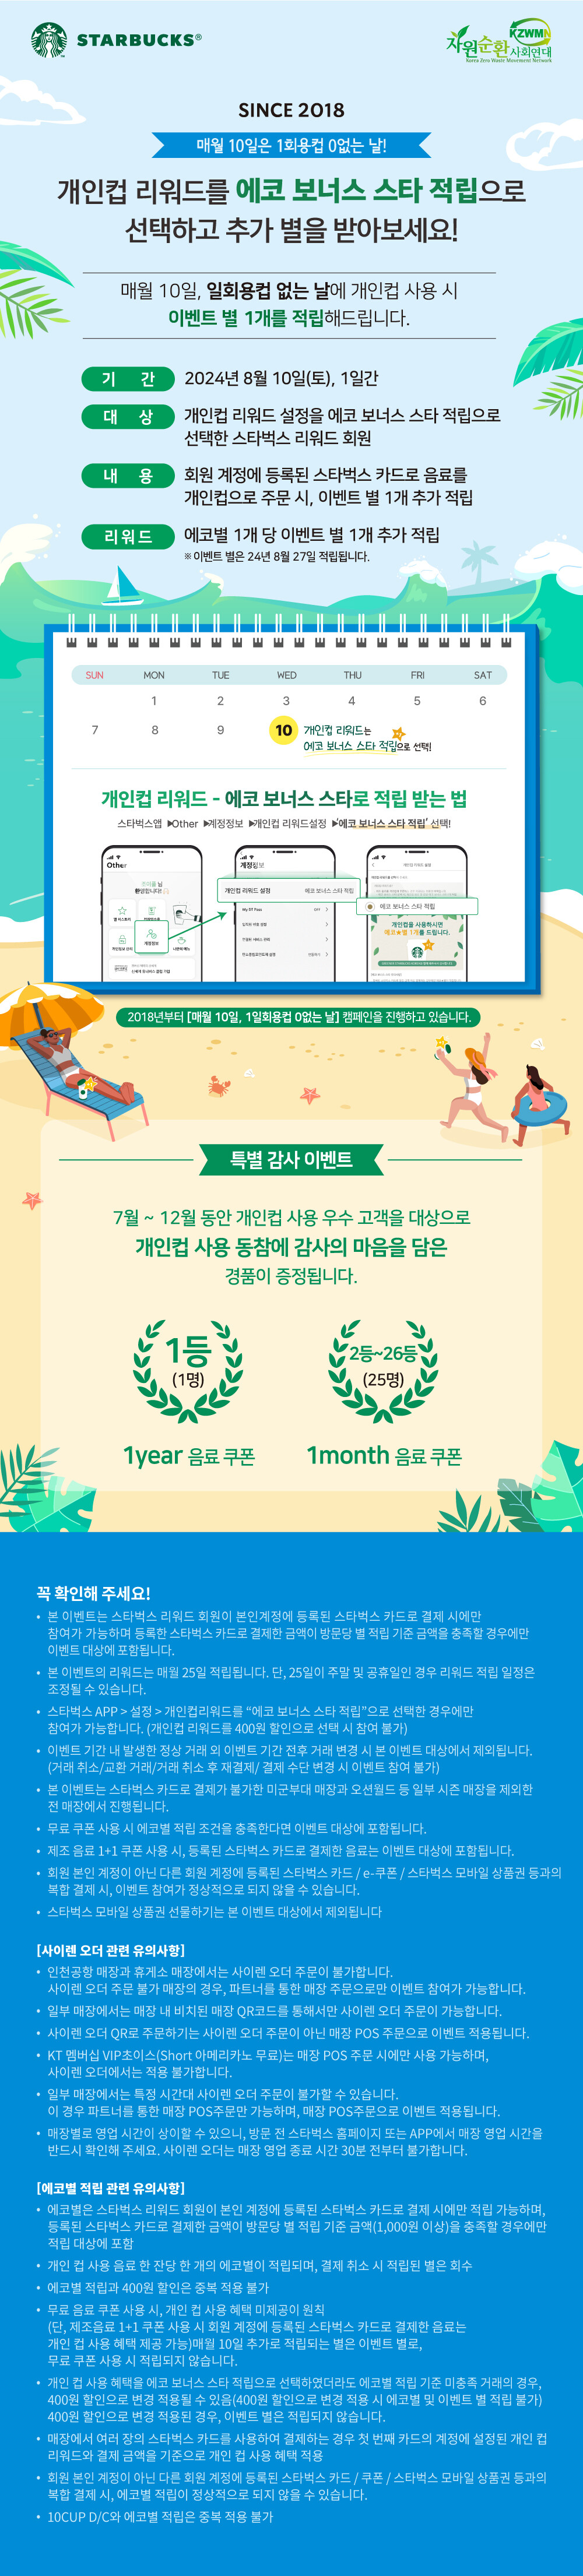 STARBUCKS®
자원순환사회연대
KZWMN
Korea Zero Waste Movement Network
SINCE 2018
매월 10일은 1회용컵 0없는 날!
개인컵 리워드를 에코 보너스 스타 적립으로
선택하고 추가 별을 받아보세요!
매월 10일, 일회용컵 없는 날에 개인컵 사용 시
이벤트 별 1개를 적립해드립니다.
기 간 2024년 8월 10일(토), 1일간
대 상 개인컵 리워드 설정을 에코 보너스 스타 적립으로
선택한 스타벅스 리워드 회원
내 용 회원 계정에 등록된 스타벅스 카드로 음료를
개인컵으로 주문 시, 이벤트 별 1개 추가 적립
리워드 에코별 1개 당 이벤트 별 1개 추가 적립
※ 이벤트 별은 24년 8월 27일 적립됩니다.
SUN MON TUE WED THU FRI SAT
1 2 3 4 5 6
7 8 9 10 개인컵 리워드는
에코 보너스 스타 적립으로 선택!
개인컵 리워드 - 에코 보너스 스타로 적립 받는 법
스타벅스앱 ▶Other ▶계정정보 ▶개인컵 리워드설정 ▶'에코 보너스 스타 적립' 선택!
Other
계정정보
개인컵 리워드 설정 에코 보너스 스타 적립
계정정보
에코 보너스 스타 적립
개인컵을 사용하시면
에코★별 1개를 드립니다.
2018년부터 [매월 10일, 1일회용컵 0없는 날] 캠페인을 진행하고 있습니다.
특별 감사 이벤트
7월 ~ 12월 동안 개인컵 사용 우수 고객을 대상으로
개인컵 사용 동참에 감사의 마음을 담은
경품이 증정됩니다.
1등 2등~26등
(1명) (25명)
1year 음료 쿠폰 1month 음료 쿠폰
꼭 확인해 주세요!
• 본 이벤트는 스타벅스 리워드 회원이 본인계정에 등록된 스타벅스 카드로 결제 시에만
참여가 가능하며 등록한 스타벅스 카드로 결제한 금액이 방문당 별 적립 기준 금액을 충족할 경우에만
이벤트 대상에 포함됩니다.
• 본 이벤트의 리워드는 매월 25일 적립됩니다. 단, 25일이 주말 및 공휴일인 경우 리워드 적립 일정은
조정될 수 있습니다.
• 스타벅스 APP > 설정 > 개인컵리워드를 “에코 보너스 스타 적립”으로 선택한 경우에만
참여가 가능합니다. (개인컵 리워드를 400원 할인으로 선택 시 참여 불가)
• 이벤트 기간 내 발생한 정상 거래 외 이벤트 기간 전후 거래 변경 시 본 이벤트 대상에서 제외됩니다.
(거래 취소/교환 거래/거래 취소 후 재결제/ 결제 수단 변경 시 이벤트 참여 불가)
• 본 이벤트는 스타벅스 카드로 결제가 불가한 미군부대 매장과 오션월드 등 일부 시즌 매장을 제외한
전 매장에서 진행됩니다.
• 무료 쿠폰 사용 시 에코별 적립 조건을 충족한다면 이벤트 대상에 포함됩니다.
• 제조 음료 1+1 쿠폰 사용 시, 등록된 스타벅스 카드로 결제한 음료는 이벤트 대상에 포함됩니다.
• 회원 본인 계정이 아닌 다른 회원 계정에 등록된 스타벅스 카드 / e-쿠폰 / 스타벅스 모바일 상품권 등과의
복합 결제 시, 이벤트 참여가 정상적으로 되지 않을 수 있습니다.
• 스타벅스 모바일 상품권 선물하기는 본 이벤트 대상에서 제외됩니다
[사이렌 오더 관련 유의사항]
• 인천공항 매장과 휴게소 매장에서는 사이렌 오더 주문이 불가합니다.
사이렌 오더 주문 불가 매장의 경우, 파트너를 통한 매장 주문으로만 이벤트 참여가 가능합니다.
• 일부 매장에서는 매장 내 비치된 매장 QR코드를 통해서만 사이렌 오더 주문이 가능합니다.
• 사이렌 오더 QR로 주문하기는 사이렌 오더 주문이 아닌 매장 POS 주문으로 이벤트 적용됩니다.
• KT 멤버십 VIP초이스(Short 아메리카노 무료)는 매장 POS 주문 시에만 사용 가능하며,
사이렌 오더에서는 적용 불가합니다.
• 일부 매장에서는 특정 시간대 사이렌 오더 주문이 불가할 수 있습니다.
이 경우 파트너를 통한 매장 POS주문만 가능하며, 매장 POS주문으로 이벤트 적용됩니다.
• 매장별로 영업 시간이 상이할 수 있으니, 방문 전 스타벅스 홈페이지 또는 APP에서 매장 영업 시간을
반드시 확인해 주세요. 사이렌 오더는 매장 영업 종료 시간 30분 전부터 불가합니다.
[에코별 적립 관련 유의사항]
• 에코별은 스타벅스 리워드 회원이 본인 계정에 등록된 스타벅스 카드로 결제 시에만 적립 가능하며,
등록된 스타벅스 카드로 결제한 금액이 방문당 별 적립 기준 금액(1,000원 이상)을 충족할 경우에만
적립 대상에 포함
• 개인 컵 사용 음료 한 잔당 한 개의 에코별이 적립되며, 결제 취소 시 적립된 별은 회수
• 에코별 적립과 400원 할인은 중복 적용 불가
• 무료 음료 쿠폰 사용 시, 개인 컵 사용 혜택 미제공이 원칙
(단, 제조음료 1+1 쿠폰 사용 시 회원 계정에 등록된 스타벅스 카드로 결제한 음료는
개인 컵 사용 혜택 제공 가능)매월 10일 추가로 적립되는 별은 이벤트 별로,
무료 쿠폰 사용 시 적립되지 않습니다.
• 개인 컵 사용 혜택을 에코 보너스 스타 적립으로 선택하였더라도 에코별 적립 기준 미충족 거래의 경우,
400원 할인으로 변경 적용될 수 있음(400원 할인으로 변경 적용 시 에코별 및 이벤트 별 적립 불가)
400원 할인으로 변경 적용된 경우, 이벤트 별은 적립되지 않습니다.
• 매장에서 여러 장의 스타벅스 카드를 사용하여 결제하는 경우 첫 번째 카드의 계정에 설정된 개인 컵
리워드와 결제 금액을 기준으로 개인 컵 사용 혜택 적용
• 회원 본인 계정이 아닌 다른 회원 계정에 등록된 스타벅스 카드 / 쿠폰 / 스타벅스 모바일 상품권 등과의
복합 결제 시, 에코별 적립이 정상적으로 되지 않을 수 있습니다.
• 10CUP D/C와 에코별 적립은 중복 적용 불가